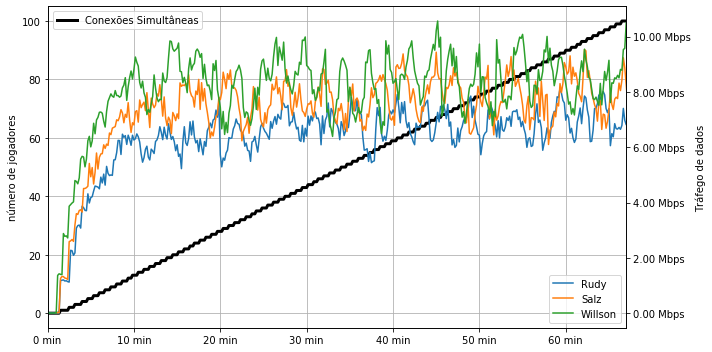 Conexões Simultâneas
número de jogadores
100
80
60
40
20
0
10.00 Mbps
8.00 Mbps
6.00 Mbps
4.00 Mbps
2.00 Mbps
0.00 Mbps
Tráfego de dados
Rudy
Salz
Willson
0 min
10 min
20 min
30 min
40 min
50 min
60 min